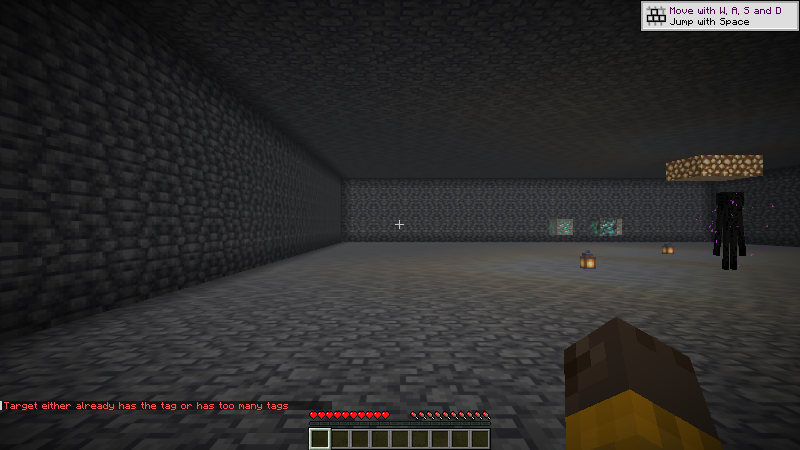 Move with W, A, S and D
Jump with Space
Target either already has the tag or has too many tags